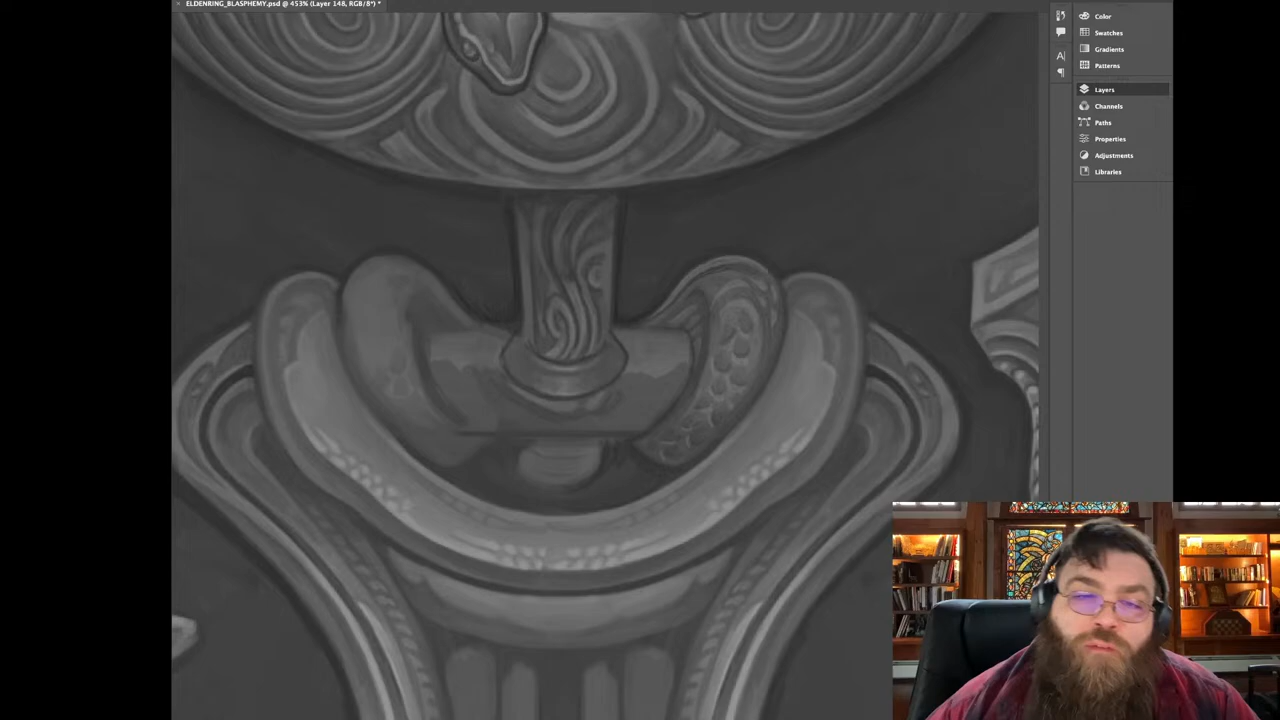 × ELDENRING_BLASPHEMY.psd @ 453% (Layer 148, RGB/8*) *
Color
Swatches
Gradients
A|
Patterns
¶
Layers
Channels
Paths
Properties
Adjustments
Libraries